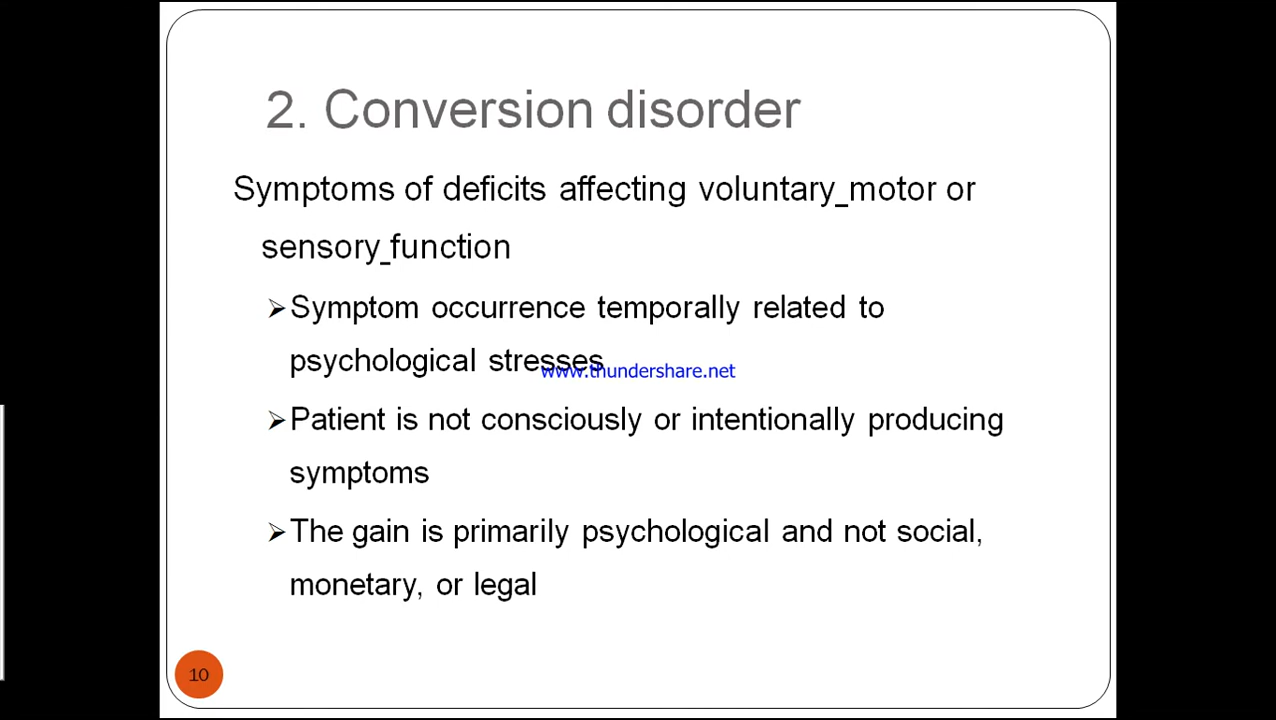 2. Conversion disorder
Symptoms of deficits affecting voluntary_motor or
sensory_function
➢Symptom occurrence temporally related to
psychological stresses
www.thundershare.net
➢Patient is not consciously or intentionally producing
symptoms
➢The gain is primarily psychological and not social,
monetary, or legal
10